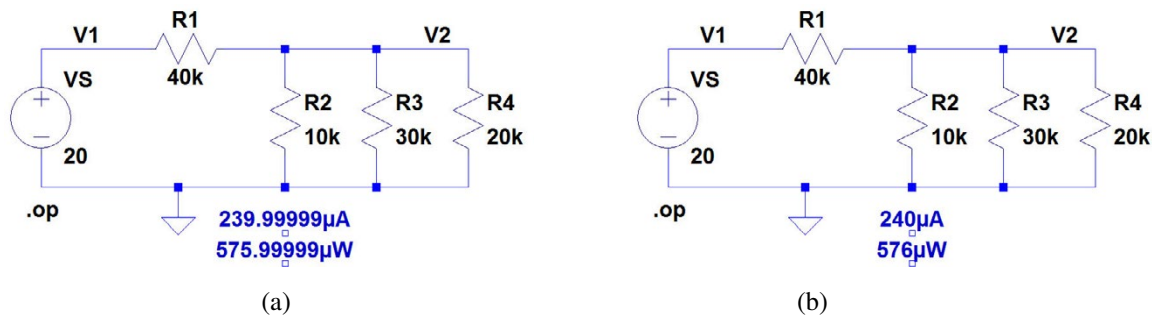 R1
V1
V2
40k
VS
R2
R3
R4
10k
30k
20k
20
.op
239.99999µA
575.99999µW
(a)
R1
V1
V2
40k
VS
R2
R3
R4
10k
30k
20k
20
.op
240µA
576µW
(b)